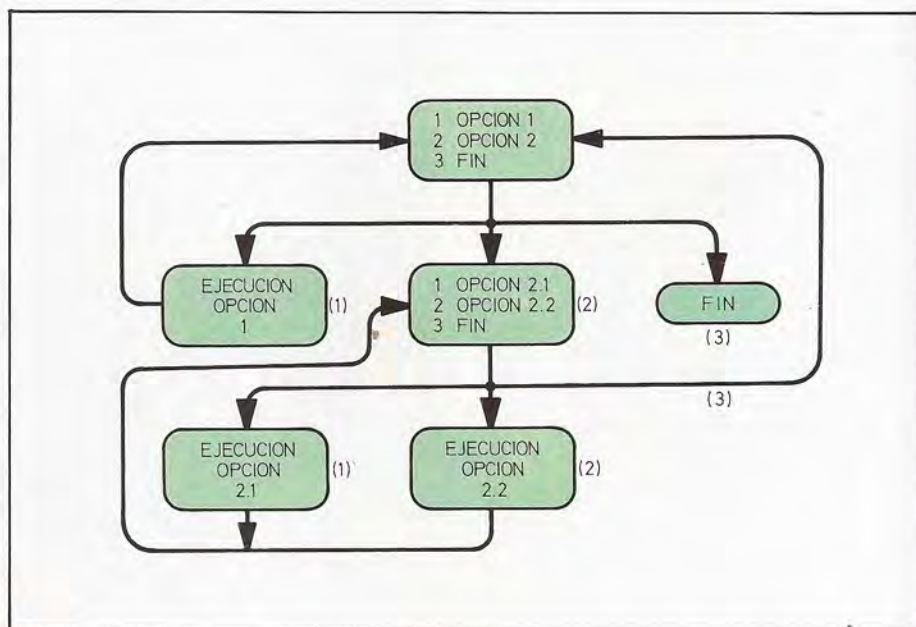 1 OPCION 1
2 OPCION 2
3 FIN
EJECUCION
OPCION
1
(1)
1 OPCION 2.1
2 OPCION 2.2
3 FIN
(2)
FIN
(3)
(3)
EJECUCION
OPCION
2.1
(1)
EJECUCION
OPCION
2.2
(2)